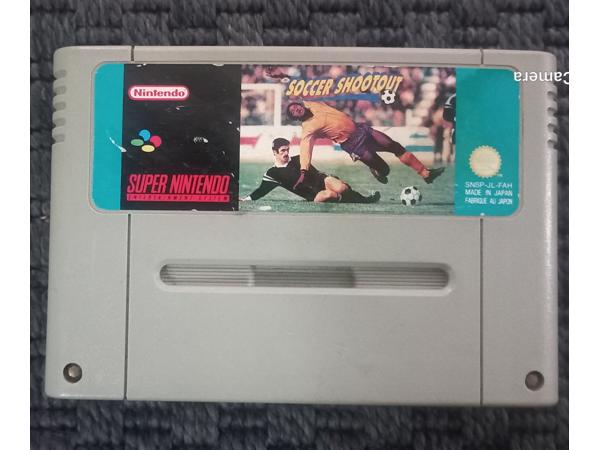 Nintendo
SOCCER SHOOTOUT
Camera
SUPER NINTENDO
ENTERTAINMENT SYSTEM
SNSP-JL-FAH
MADE IN JAPAN
FABRIQUE AU JAPON